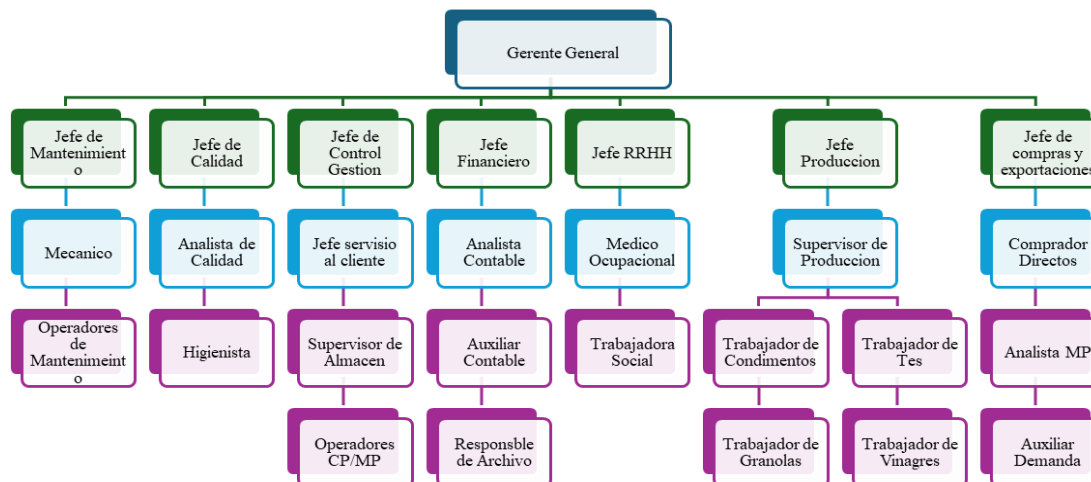 Gerente General
Jefe de
Mantenimient
o
Jefe de
Calidad
Jefe de
Control
Gestion
Jefe
Financiero
Jefe RRHH
Jefe
Produccion
Jefe de
compras y
exportaciones
Mecanico
Analista de
Calidad
Jefe servisio
al cliente
Analista
Contable
Medico
Ocupacional
Supervisor de
Produccion
Comprador
Directos
Operadores
de
Mantenimeint
o
Higienista
Supervisor de
Almacen
Auxiliar
Contable
Trabajadora
Social
Trabajador de
Condimentos
Trabajador de
Tes
Analista MP
Operadores
CP/MP
Responsble
de Archivo
Trabajador de
Granolas
Trabajador de
Vinagres
Auxiliar
Demanda